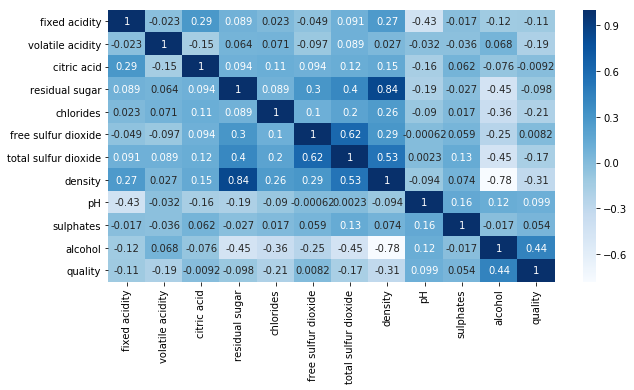 fixed acidity 1 -0.023 0.29 0.089 0.023 -0.049 0.091 0.27 -0.43 -0.017 -0.12 -0.11
volatile acidity -0.023 1 -0.15 0.064 0.071 -0.097 0.089 0.027 -0.032 -0.036 0.068 -0.19
citric acid 0.29 -0.15 1 0.094 0.11 0.094 0.12 0.15 -0.16 0.062 -0.076 -0.0092
residual sugar 0.089 0.064 0.094 1 0.089 0.3 0.4 0.84 -0.19 -0.027 -0.45 -0.098
chlorides 0.023 0.071 0.11 0.089 1 0.1 0.2 0.26 -0.09 0.017 -0.36 -0.21
free sulfur dioxide -0.049 -0.097 0.094 0.3 0.1 1 0.62 0.29 -0.00062 0.059 -0.25 0.0082
total sulfur dioxide 0.091 0.089 0.12 0.4 0.2 0.62 1 0.53 0.0023 0.13 -0.45 -0.17
density 0.27 0.027 0.15 0.84 0.26 0.29 0.53 1 -0.094 0.074 -0.78 -0.31
pH -0.43 -0.032 -0.16 -0.19 -0.09 -0.00062 0.0023 -0.094 1 0.16 0.12 0.099
sulphates -0.017 -0.036 0.062 -0.027 0.017 0.059 0.13 0.074 0.16 1 -0.017 0.054
alcohol -0.12 0.068 -0.076 -0.45 -0.36 -0.25 -0.45 -0.78 0.12 -0.017 1 0.44
quality -0.11 -0.19 -0.0092 -0.098 -0.21 0.0082 -0.17 -0.31 0.099 0.054 0.44 1
fixed acidity
volatile acidity
citric acid
residual sugar
chlorides
free sulfur dioxide
total sulfur dioxide
density
pH
sulphates
alcohol
quality
0.9
0.6
0.3
0.0
-0.3
-0.6